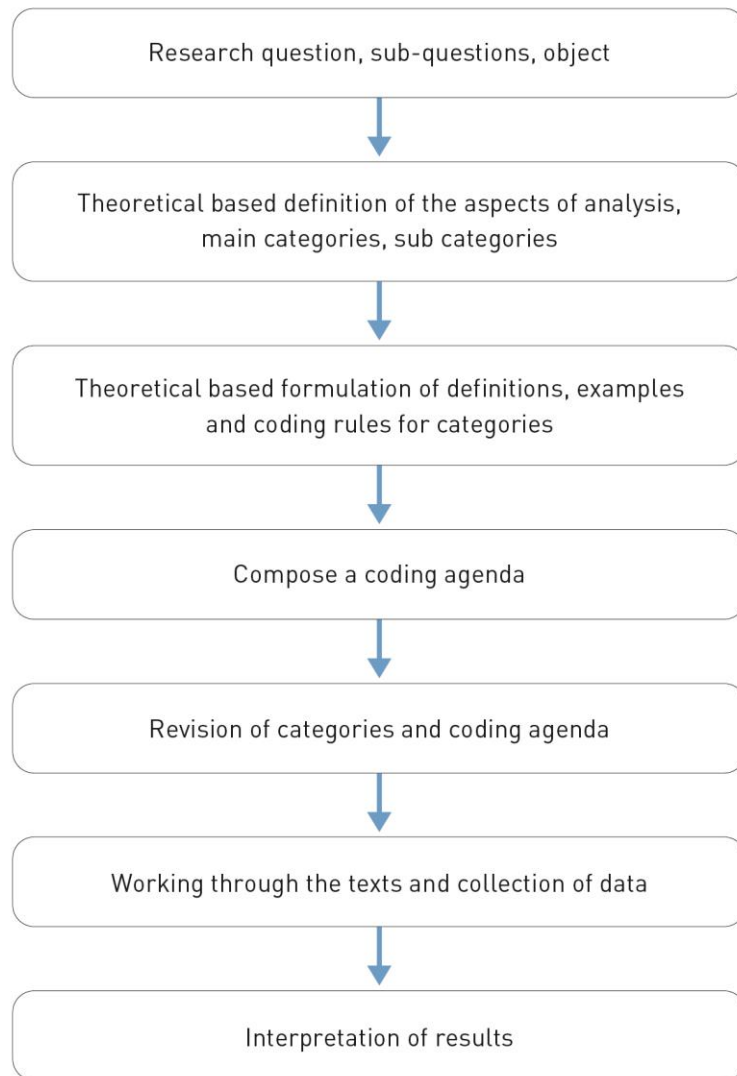 Research question, sub-questions, object
Theoretical based definition of the aspects of analysis,
main categories, sub categories
Theoretical based formulation of definitions, examples
and coding rules for categories
Compose a coding agenda
Revision of categories and coding agenda
Working through the texts and collection of data
Interpretation of results